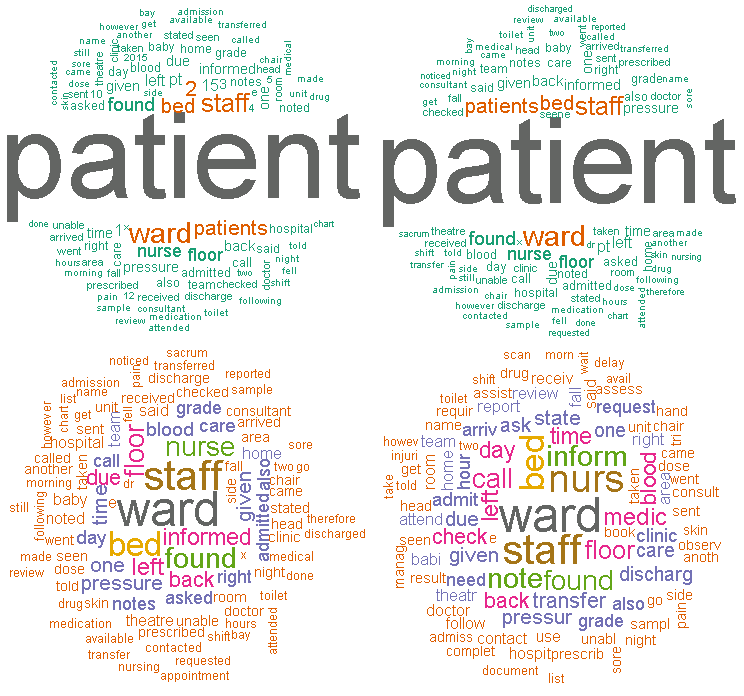 bay admission
available transferred
however get
another stated seen called
name
taken baby home grade
still 2015
sore day blood due informed chair
came theatre clinic head medical
contacted dose given left pt 153 notes 5 made
skin sent 10 side 2 e one room unit drug
asked found bed staff 4 noted
patient
done unable ward patients hospital chart
arrived time 1 x
went right care nurse floor back said told
hours area pressure call doctor night
morning fall admitted two fell
prescribed also team checked shift
pain 12 received discharge following
sample consultant
medication toilet
review attended
discharged
review available
toilet unit two reported
bay called
medical head baby one went arrived transferred
came sent
morning team notes care right prescribed
noticed night
consultant said given back informed grade name
get fall patients bed staff also doctor
checked seen e pressure sore
patient
sacrum theatre found x ward taken time area made
received dr pt left home another
shift told blood nurse floor asked skin nursing
transfer pain side day clinic due noted room drug
still unable call admitted dose following
admission chair hospital stated hours therefore
however discharge medication chart attended
contacted fell done
sample requested
sacrum
noticed pain transferred
admission discharge reported
list name received checked sample
however chart get unit fell said grade consultant
sent team blood care arrived
hospital floor nurse area
called call home sore
another taken due dr staff fall two go
morning side given also chair
baby time e ward admitted came
still following noted stated
went day bed informed head therefore
clinic discharged
made seen found x medical
review dose one left back right night done
told pressure asked room toilet
drug skin notes doctor
medication theatre unable hours attended
available prescribed shift bay
transfer contacted
nursing requested
appointment
scan morn wait delay
shift drug receiv avail
toilet assist review fall said assess
requir report state request hand
name arriv ask one unit chair
howev team day time right tri
injuri home hour bed inform blood came
get room call nurs taken area dose
take told left went
admit ward medic consult
attend due sent
seen check e staff floor book clinic skin
manag babi given care observ
anoth
result need note found discharg
theatr back transfer also go side
doctor pressur grade sampl pain
follow
admiss contact use unabl night
complet hospit prescrib sore
document list